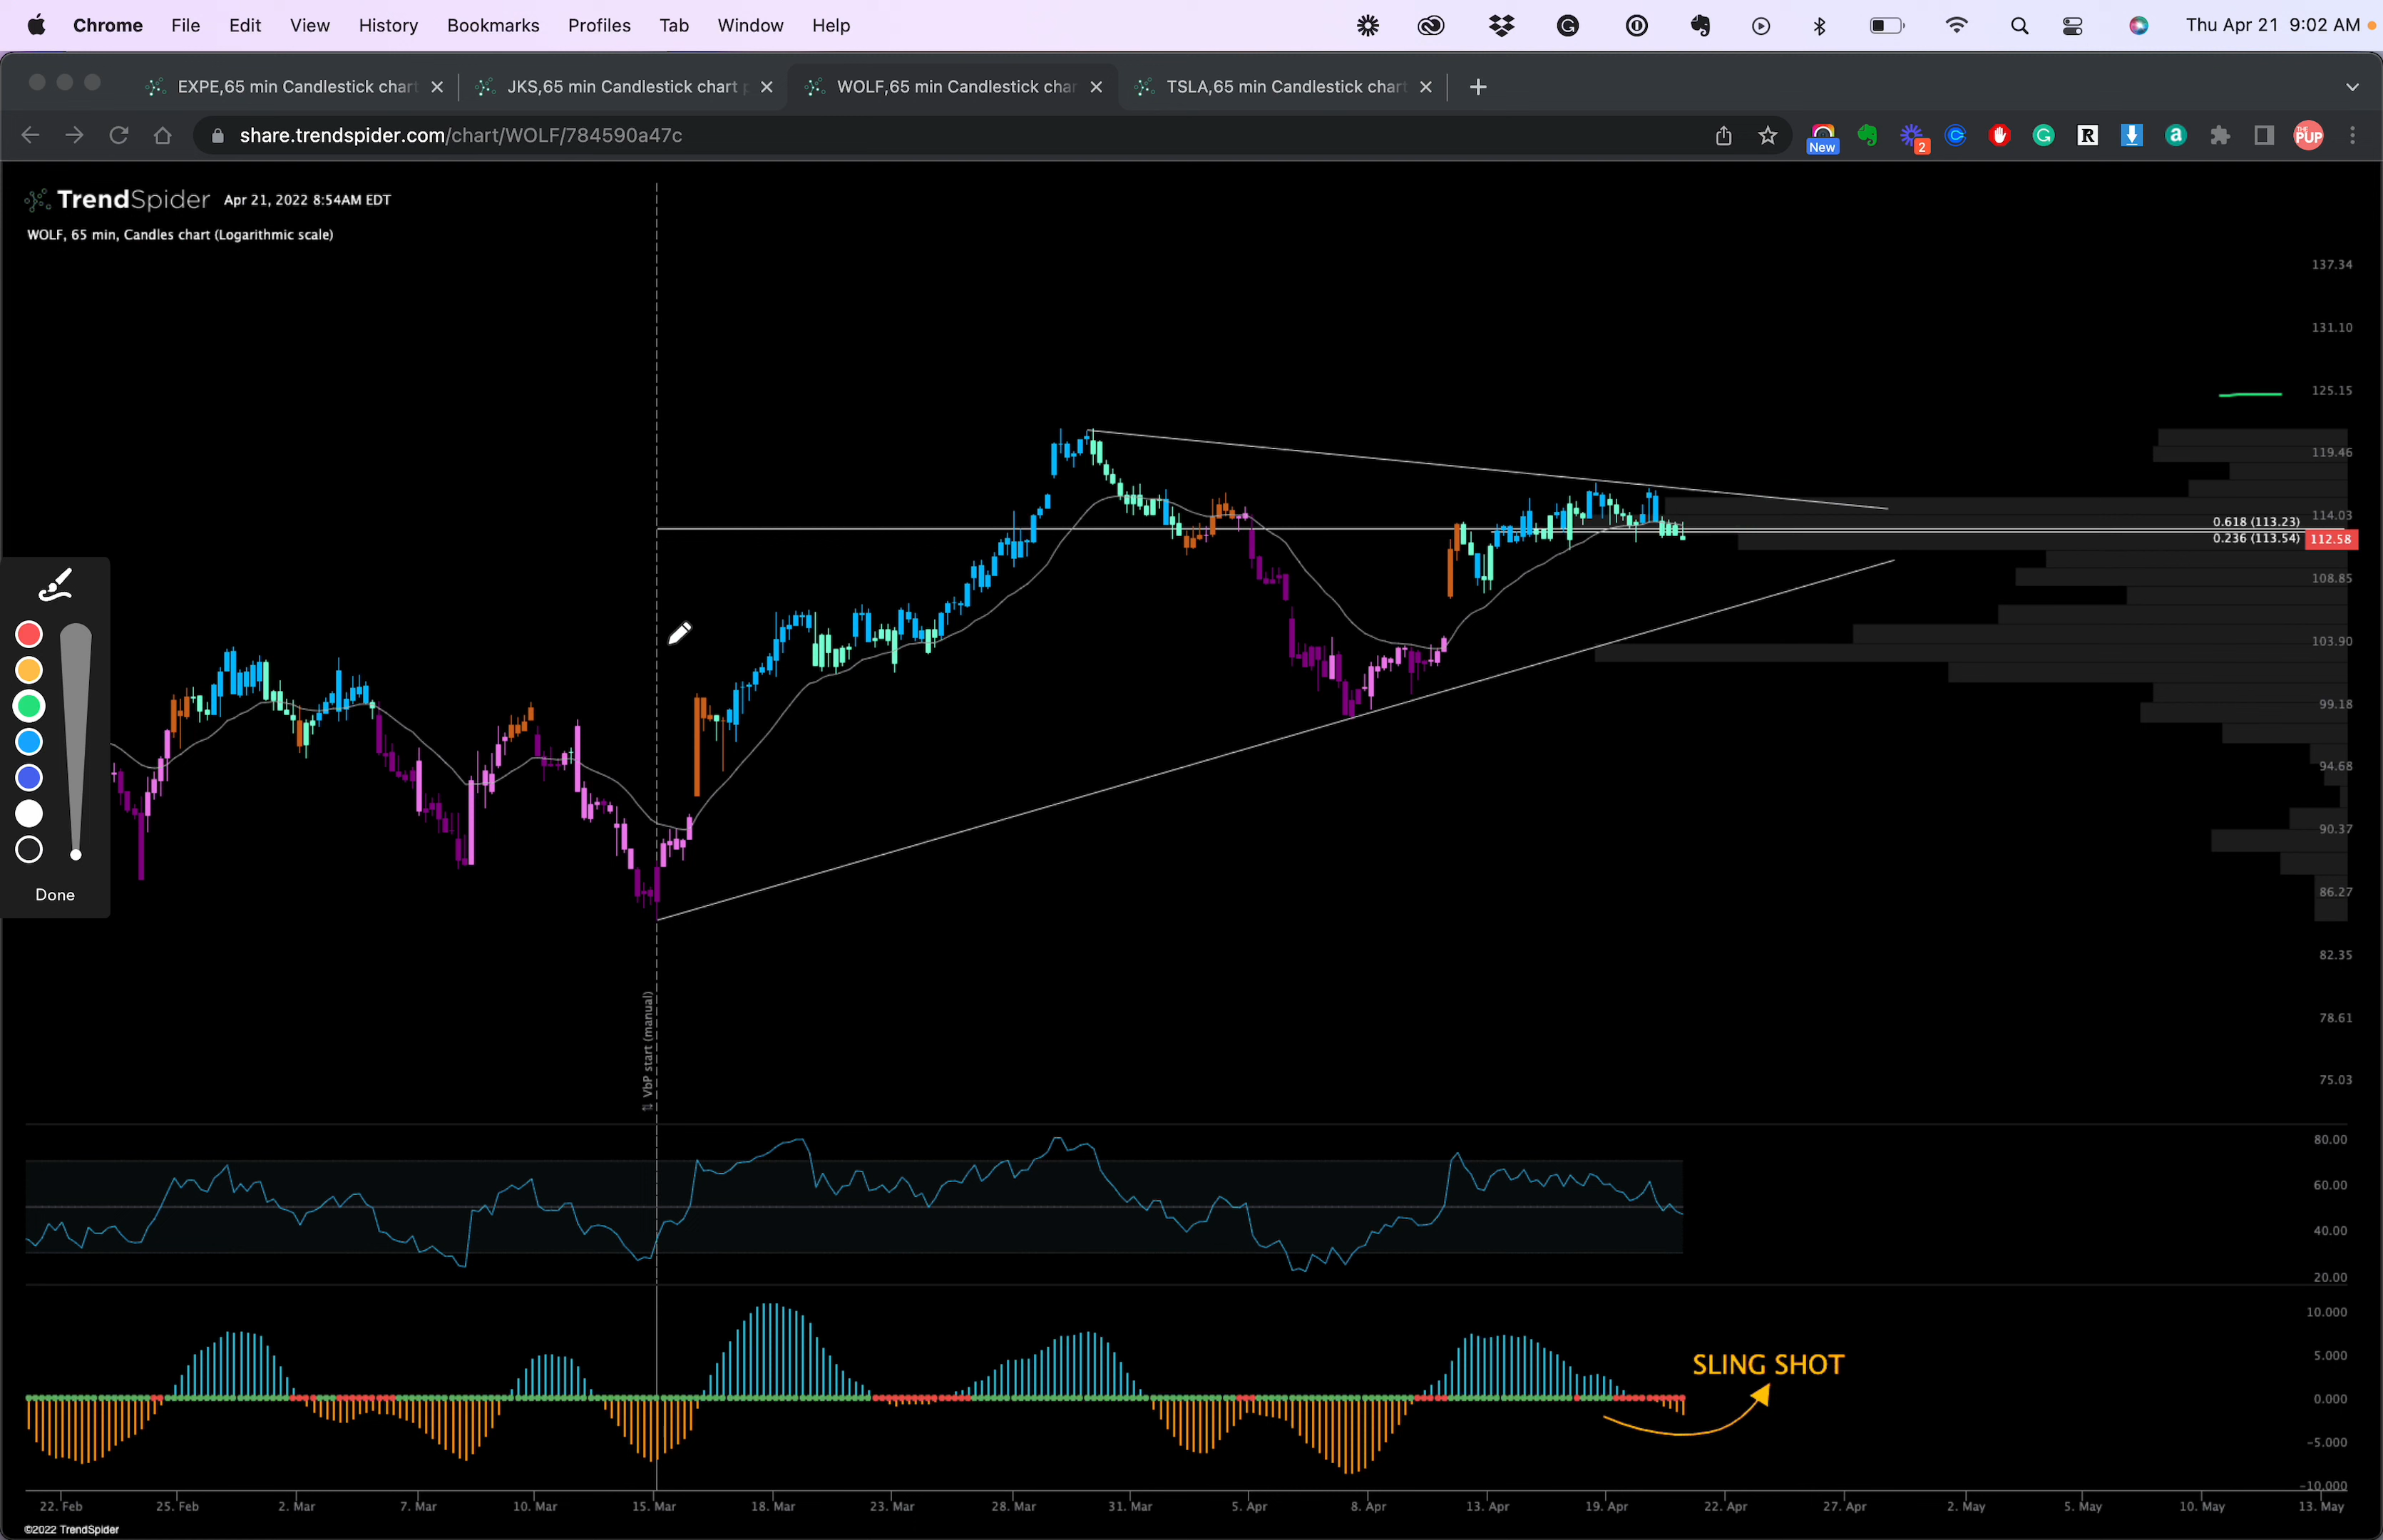 Chrome File Edit View History Bookmarks Profiles Tab Window Help Thu Apr 21 9:02 AM
EXPE,65 min Candlestick chart JKS,65 min Candlestick chart p WOLF,65 min Candlestick char TSLA,65 min Candlestick chart
share.trendspider.com/chart/WOLF/784590a47c
New
2
R
a
PUP
TrendSpider Apr 21, 2022 8:54AM EDT
WOLF, 65 min, Candles chart (Logarithmic scale)
137.34
131.10
125.15
119.46
114.03
0.618 (113.23)
0.236 (113.54) 112.58
108.85
103.90
99.18
94.68
90.37
86.27
82.35
78.61
75.03
Done
VbP start (manual)
80.00
60.00
40.00
20.00
10.000
5.000
0.000
-5.000
-10.000
SLING SHOT
22. Feb 25. Feb 2. Mar 7. Mar 10. Mar 15. Mar 18. Mar 23. Mar 28. Mar 31. Mar 5. Apr 8. Apr 13. Apr 19. Apr 22. Apr 27. Apr 2. May 5. May 10. May 13. May
©2022 TrendSpider